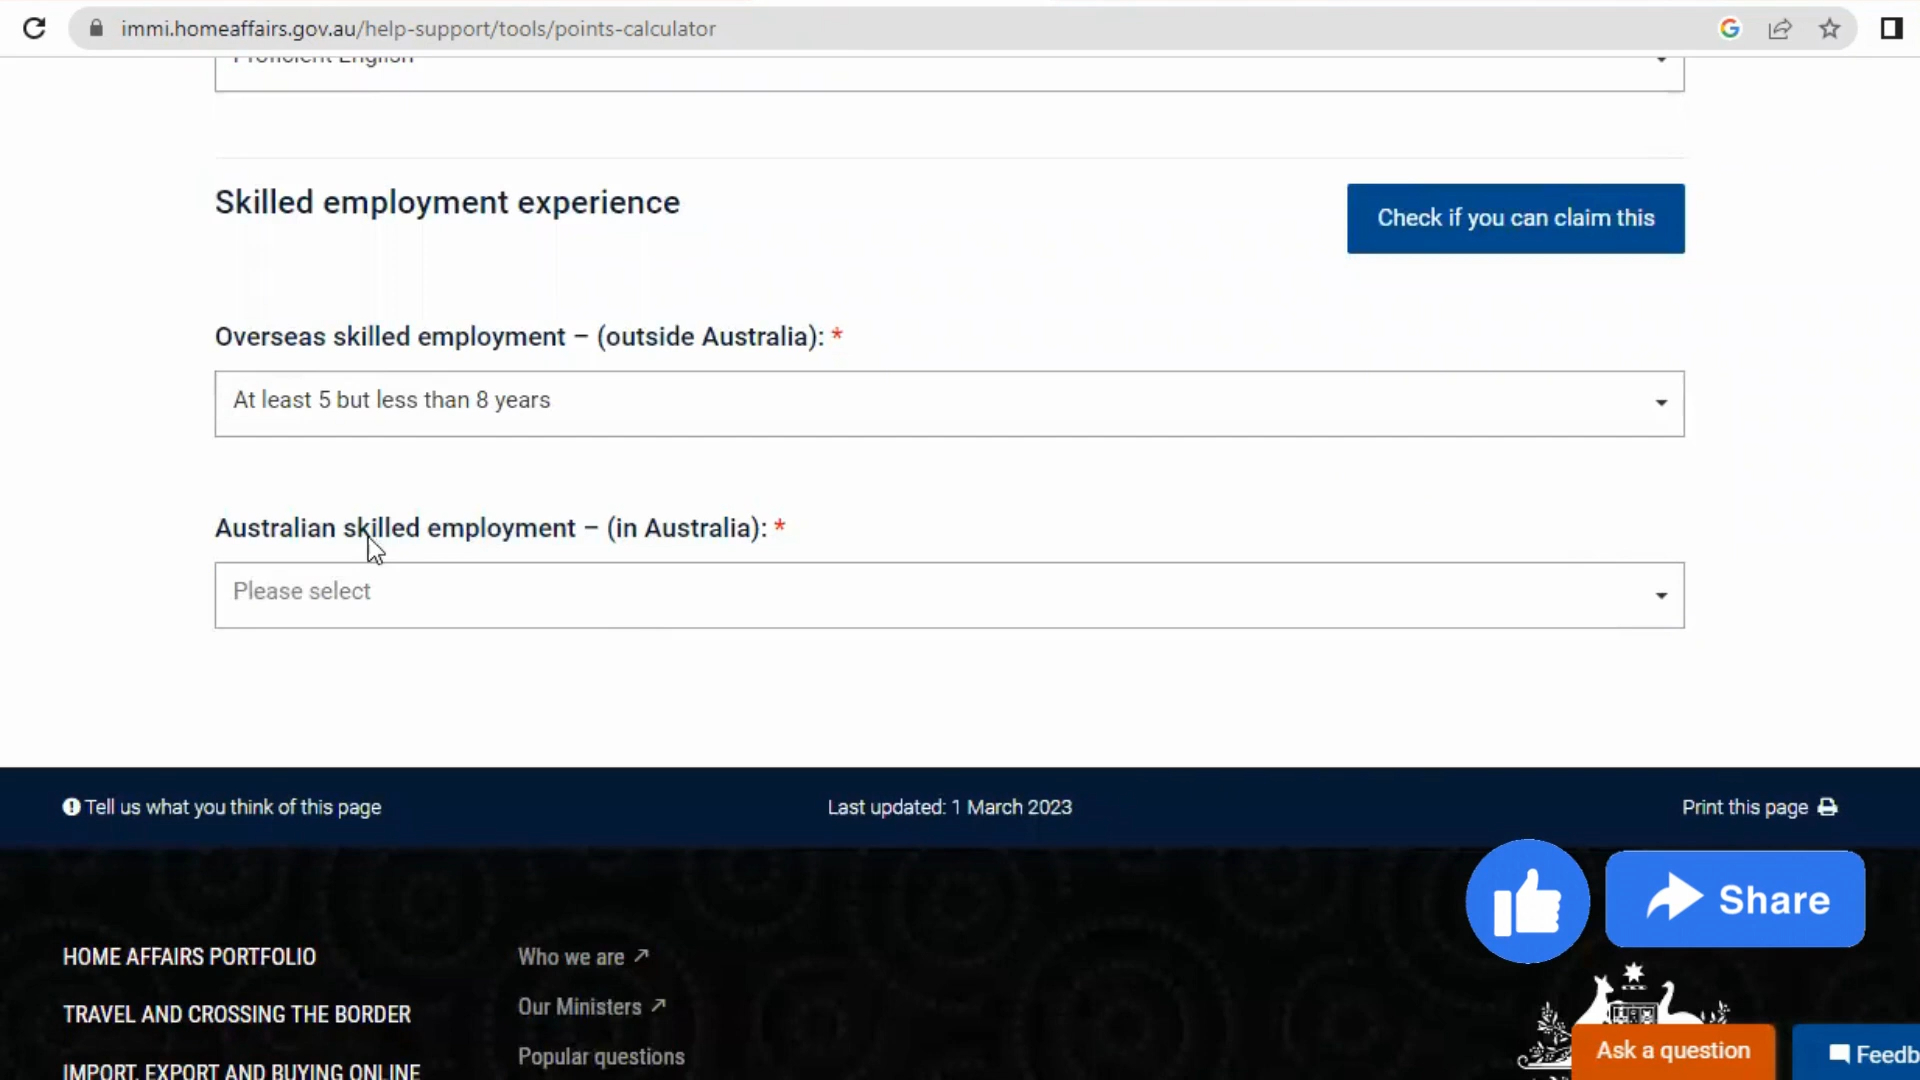 immi.homeaffairs.gov.au/help-support/tools/points-calculator
Proficient English
Skilled employment experience
Check if you can claim this
Overseas skilled employment – (outside Australia): *
At least 5 but less than 8 years
Australian skilled employment – (in Australia): *
Please select
Tell us what you think of this page
Last updated: 1 March 2023
Print this page
Share
HOME AFFAIRS PORTFOLIO
Who we are
TRAVEL AND CROSSING THE BORDER
Our Ministers
Popular questions
Ask a question
Feedb
IMPORT, EXPORT AND BUYING ONLINE